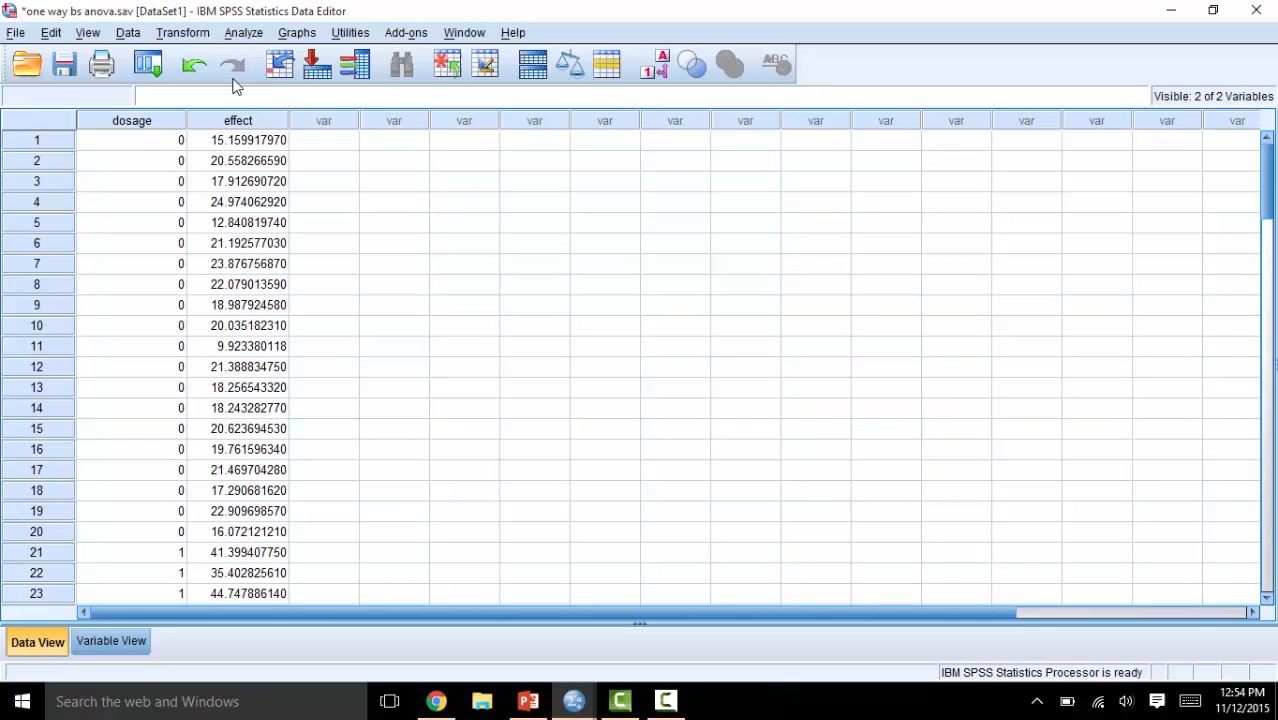 *one way bs anova.sav [DataSet1] - IBM SPSS Statistics Data Editor
File Edit View Data Transform Analyze Graphs Utilities Add-ons Window Help
Visible: 2 of 2 Variables
dosage effect var var var var var var var var var var var var var var
1 0 15.159917970
2 0 20.558266590
3 0 17.912690720
4 0 24.974062920
5 0 12.840819740
6 0 21.192577030
7 0 23.876756870
8 0 22.079013590
9 0 18.987924580
10 0 20.035182310
11 0 9.923380118
12 0 21.388834750
13 0 18.256543320
14 0 18.243282770
15 0 20.623694530
16 0 19.761596340
17 0 21.469704280
18 0 17.290681620
19 0 22.909698570
20 0 16.072121210
21 1 41.399407750
22 1 35.402825610
23 1 44.747886140
Data View Variable View
IBM SPSS Statistics Processor is ready
Search the web and Windows
12:54 PM
11/12/2015